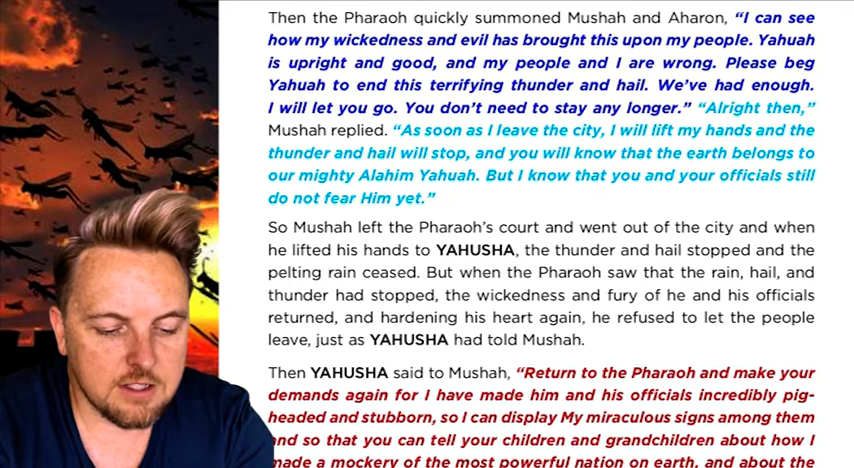 Then the Pharaoh quickly summoned Mushah and Aharon, “I can see
how my wickedness and evil has brought this upon my people. Yahuah
is upright and good, and my people and I are wrong. Please beg
Yahuah to end this terrifying thunder and hail. We’ve had enough.
I will let you go. You don’t need to stay any longer.” “Alright then,”
Mushah replied. “As soon as I leave the city, I will lift my hands and the
thunder and hail will stop, and you will know that the earth belongs to
our mighty Alahim Yahuah. But I know that you and your officials still
do not fear Him yet.”
So Mushah left the Pharaoh’s court and went out of the city and when
he lifted his hands to YAHUSHA, the thunder and hail stopped and the
pelting rain ceased. But when the Pharaoh saw that the rain, hail, and
thunder had stopped, the wickedness and fury of he and his officials
returned, and hardening his heart again, he refused to let the people
leave, just as YAHUSHA had told Mushah.
Then YAHUSHA said to Mushah, “Return to the Pharaoh and make your
demands again for I have made him and his officials incredibly pig-
headed and stubborn, so I can display My miraculous signs among them
and so that you can tell your children and grandchildren about how I
made a mockery of the most powerful nation on earth, and about the